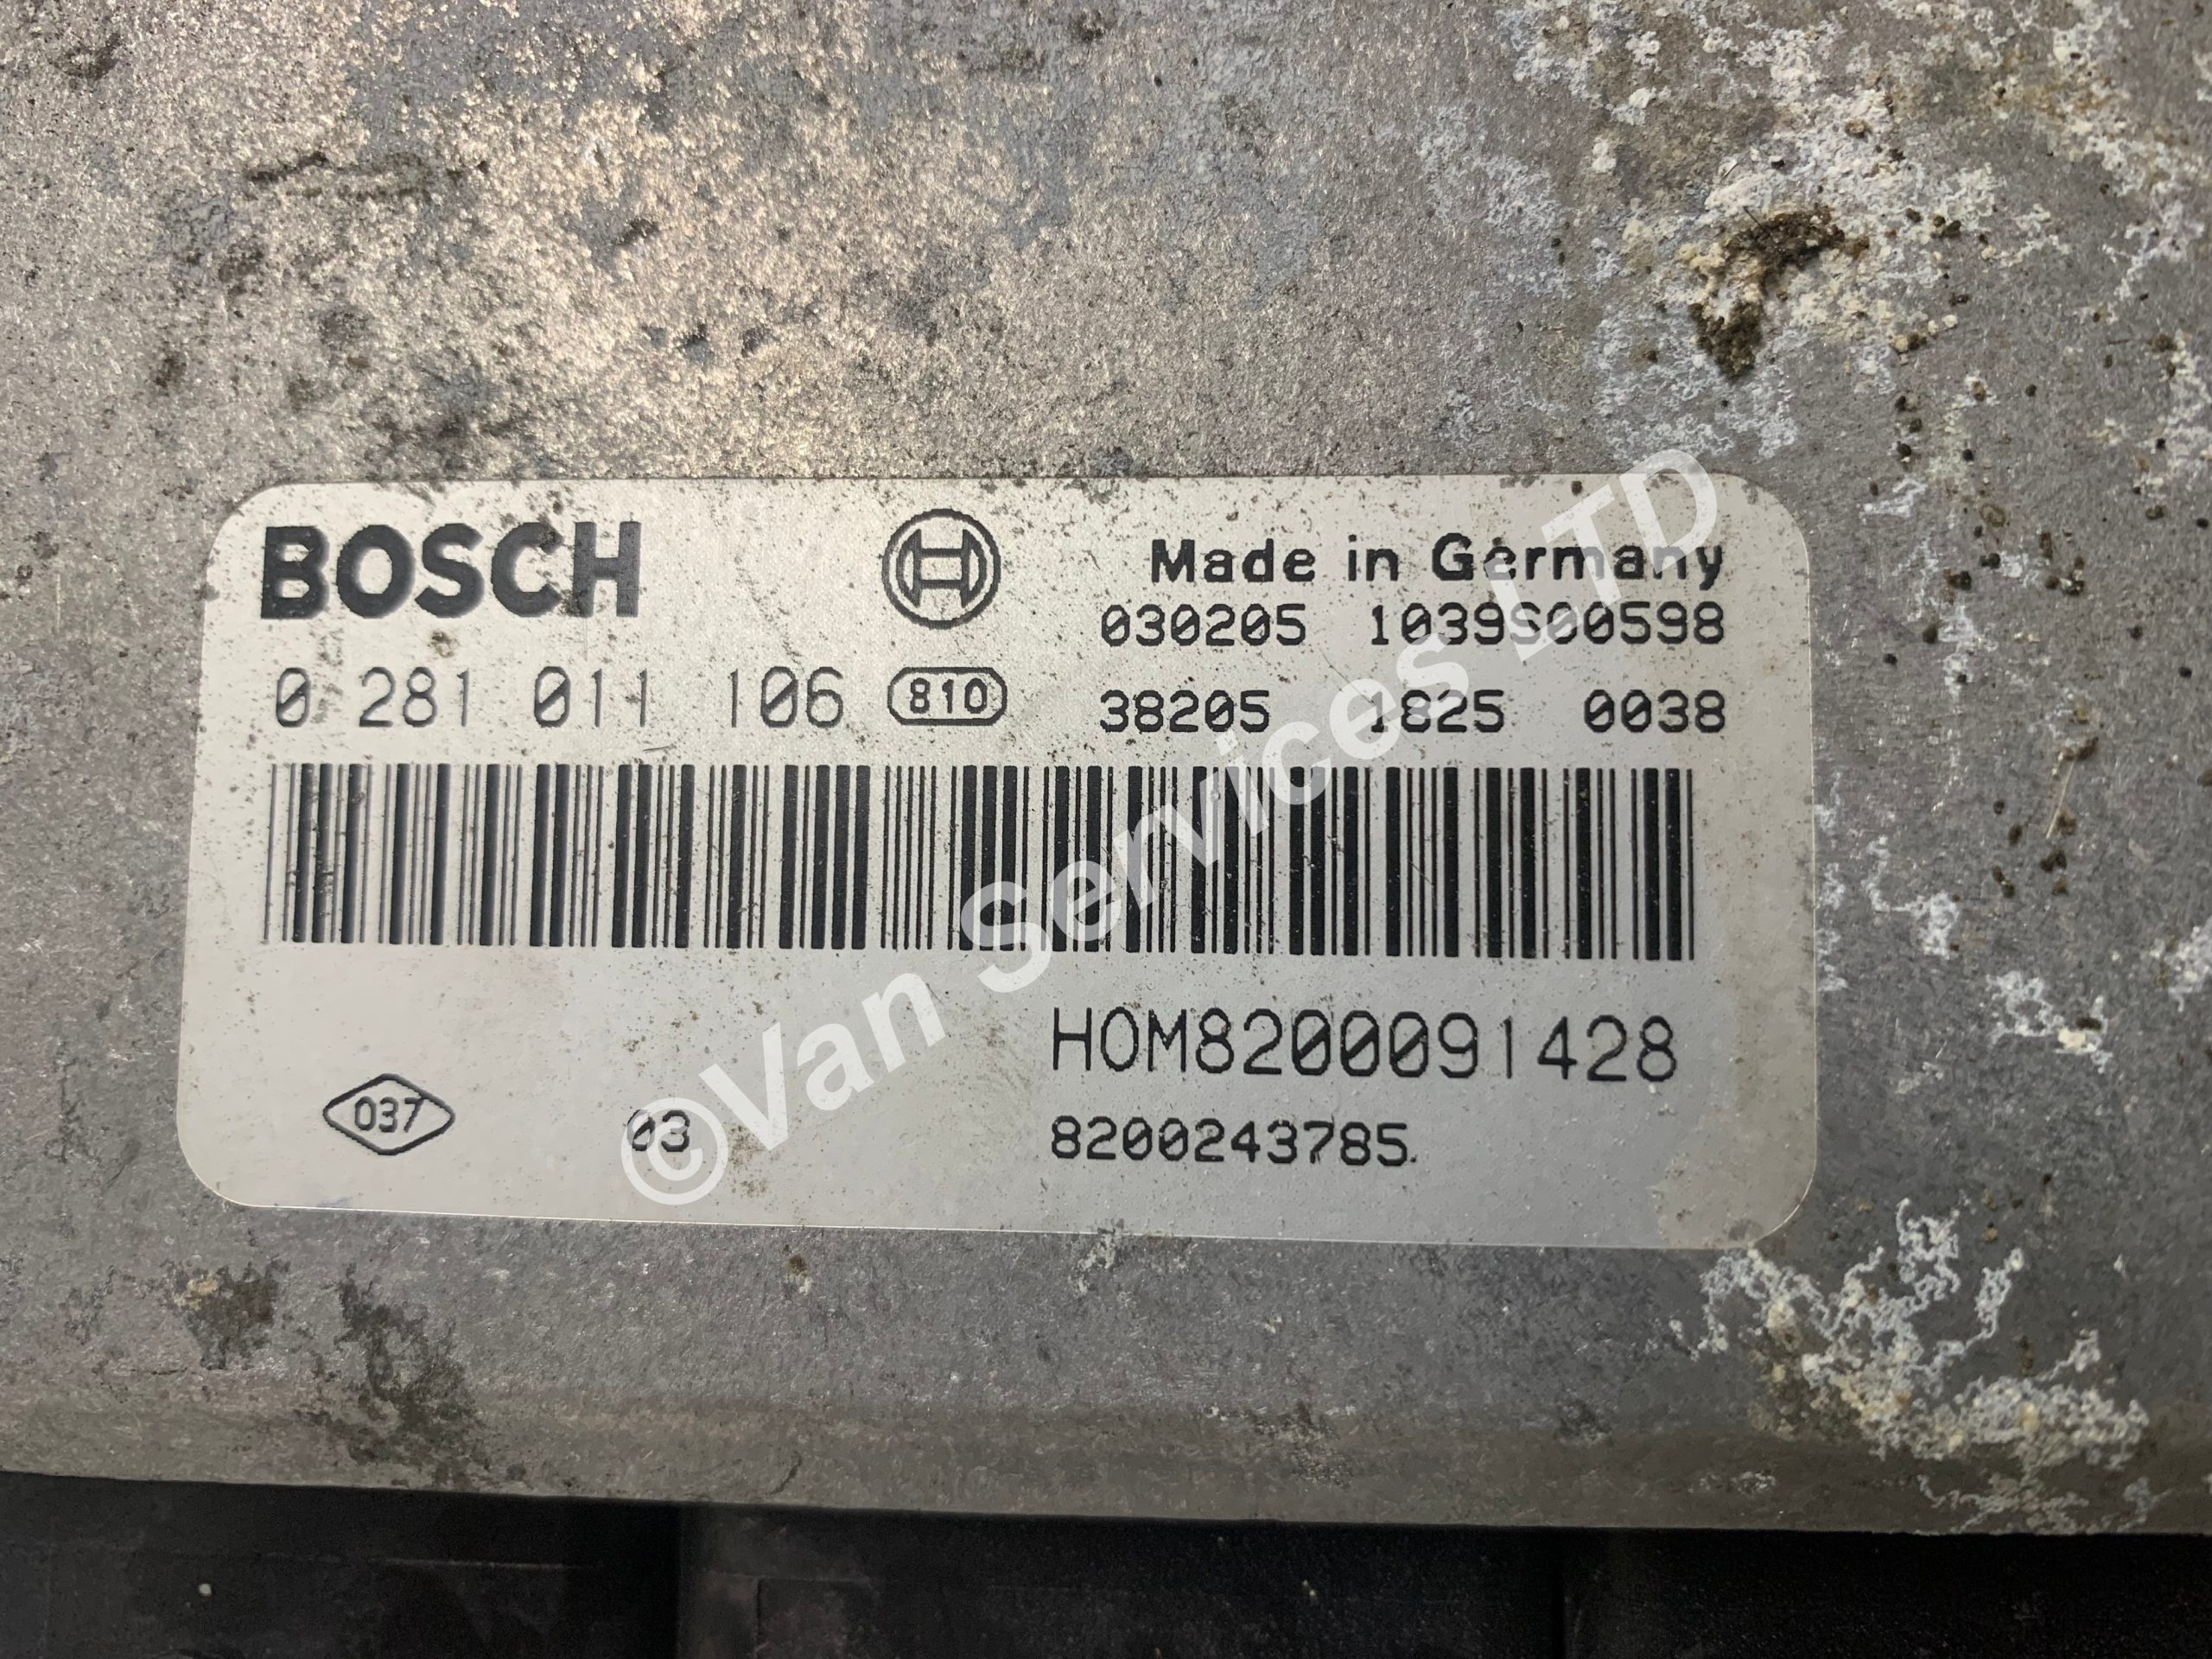 BOSCH
Made in Germany
030205 1039S00598
0 281 011 106 810
38205 1825 0038
HOM8200091428
037 03 8200243785.
©Van Services LTD